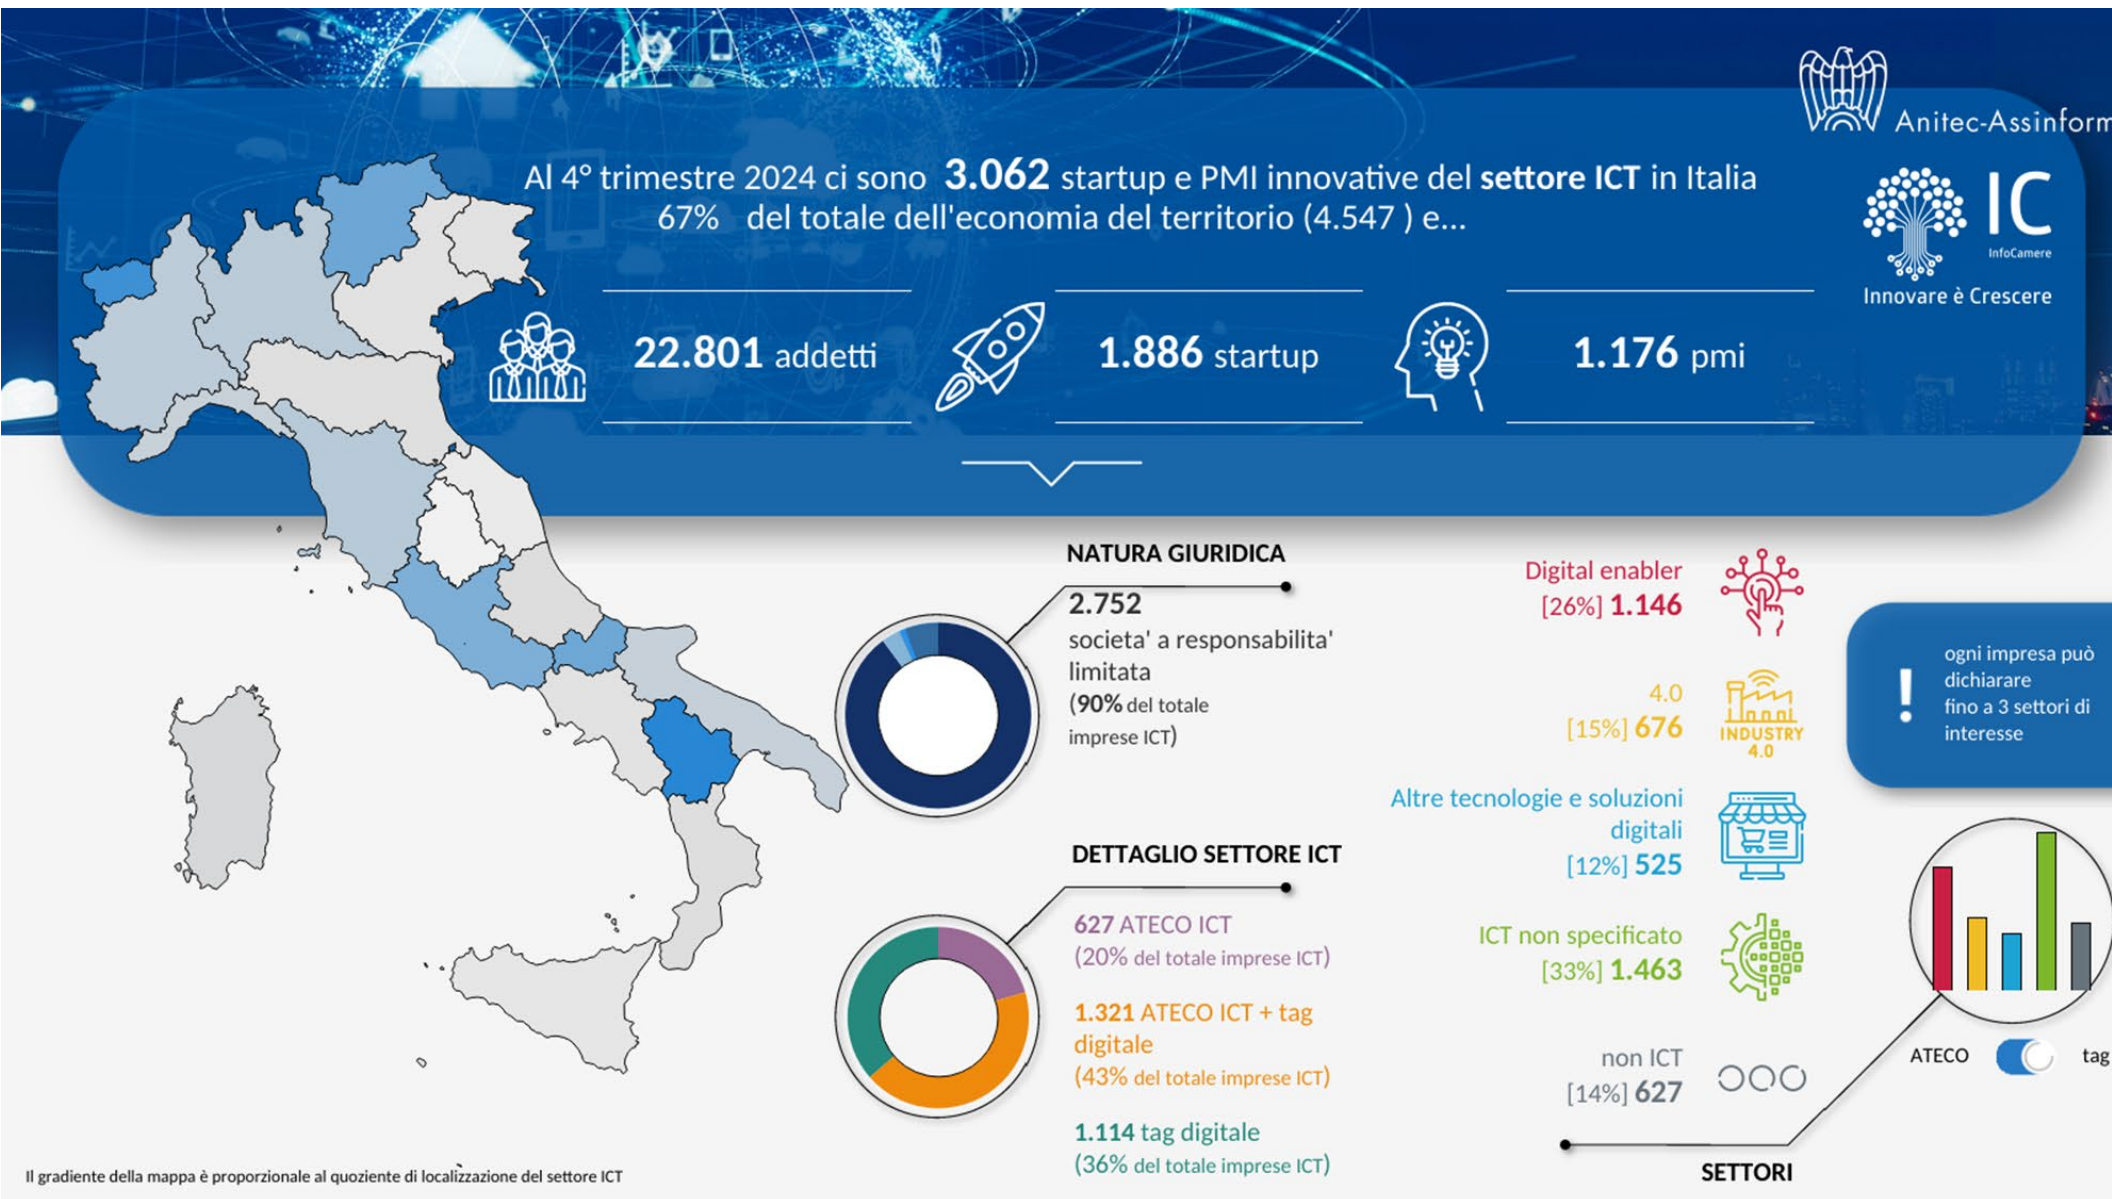 Anitec-Assinform
IC
InfoCamere
Innovare è Crescere
Al 4° trimestre 2024 ci sono 3.062 startup e PMI innovative del settore ICT in Italia
67% del totale dell'economia del territorio (4.547 ) e...
22.801 addetti
1.886 startup
1.176 pmi
NATURA GIURIDICA
2.752
societa' a responsabilita'
limitata
(90% del totale
imprese ICT)
DETTAGLIO SETTORE ICT
627 ATECO ICT
(20% del totale imprese ICT)
1.321 ATECO ICT + tag
digitale
(43% del totale imprese ICT)
1.114 tag digitale
(36% del totale imprese ICT)
Digital enabler
[26%] 1.146
4.0
[15%] 676
INDUSTRY
4.0
Altre tecnologie e soluzioni
digitali
[12%] 525
ICT non specificato
[33%] 1.463
non ICT
[14%] 627
SETTORI
!
ogni impresa può
dichiarare
fino a 3 settori di
interesse
ATECO
tag
Il gradiente della mappa è proporzionale al quoziente di localizzazione del settore ICT